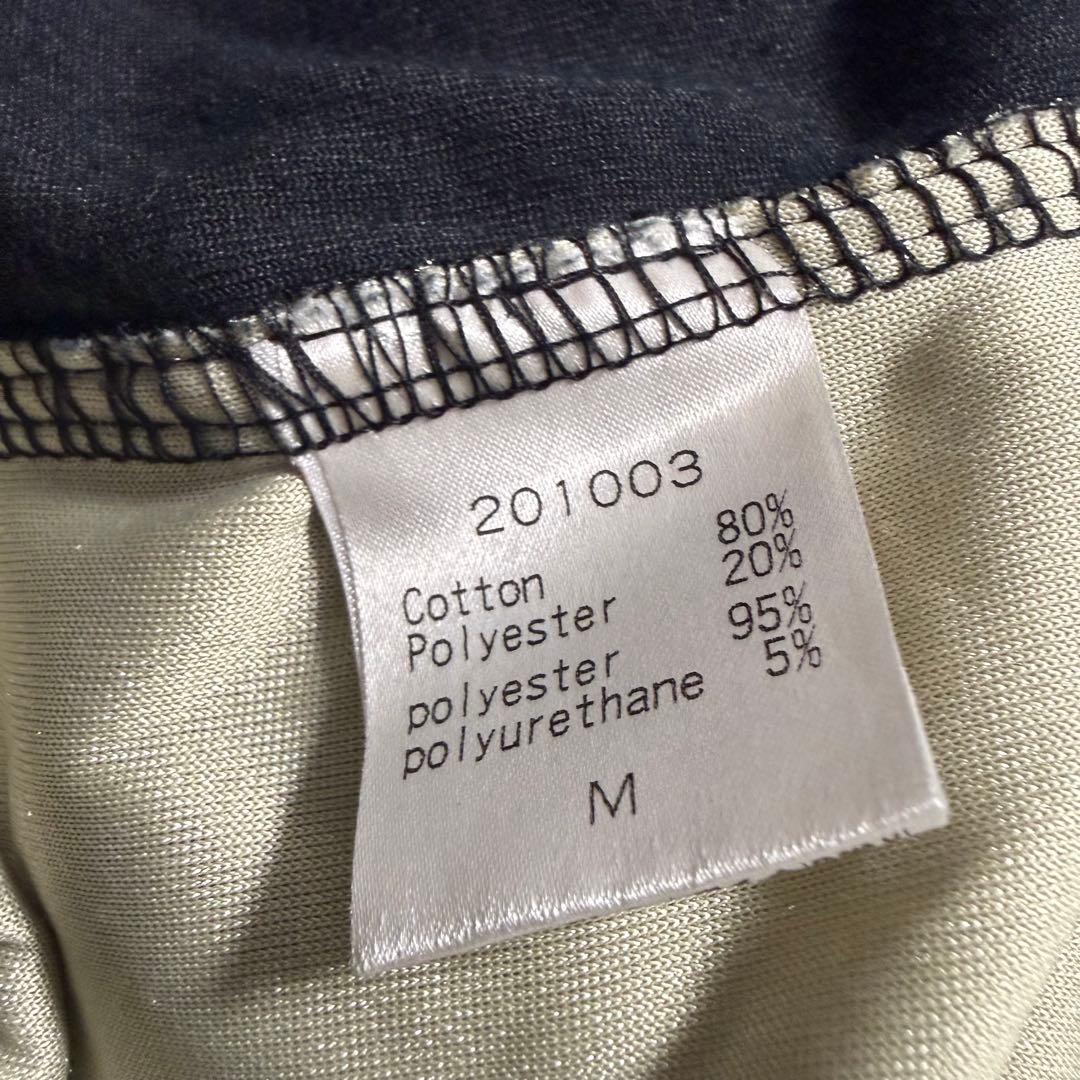 201003
Cotton 80%
Polyester 20%
polyester 95%
polyurethane 5%
M